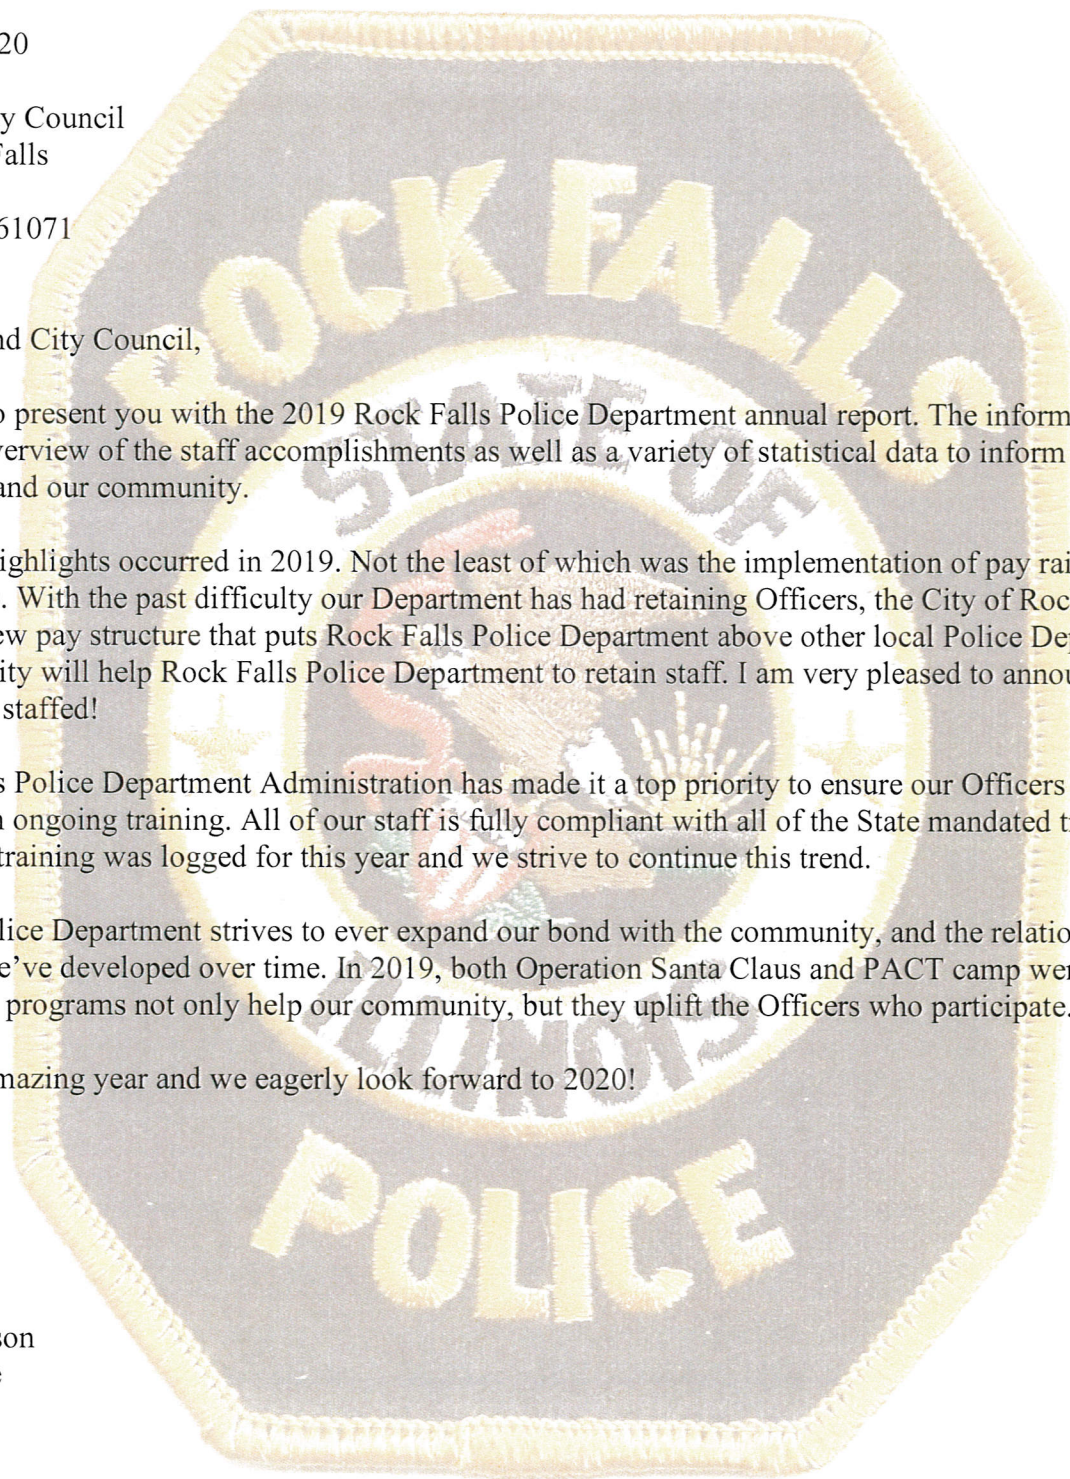 20
y Council
Falls
61071
nd City Council,
o present you with the 2019 Rock Falls Police Department annual report. The inform
verview of the staff accomplishments as well as a variety of statistical data to inform
and our community.
ighlights occurred in 2019. Not the least of which was the implementation of pay rai
. With the past difficulty our Department has had retaining Officers, the City of Rock
ew pay structure that puts Rock Falls Police Department above other local Police Dep
ity will help Rock Falls Police Department to retain staff. I am very pleased to annou
staffed!
s Police Department Administration has made it a top priority to ensure our Officers
n ongoing training. All of our staff is fully compliant with all of the State mandated t
training was logged for this year and we strive to continue this trend.
lice Department strives to ever expand our bond with the community, and the relatio
e’ve developed over time. In 2019, both Operation Santa Claus and PACT camp wer
programs not only help our community, but they uplift the Officers who participate.
mazing year and we eagerly look forward to 2020!
son
e
ROCK FALLS
STATE OF
ILLINOIS
POLICE